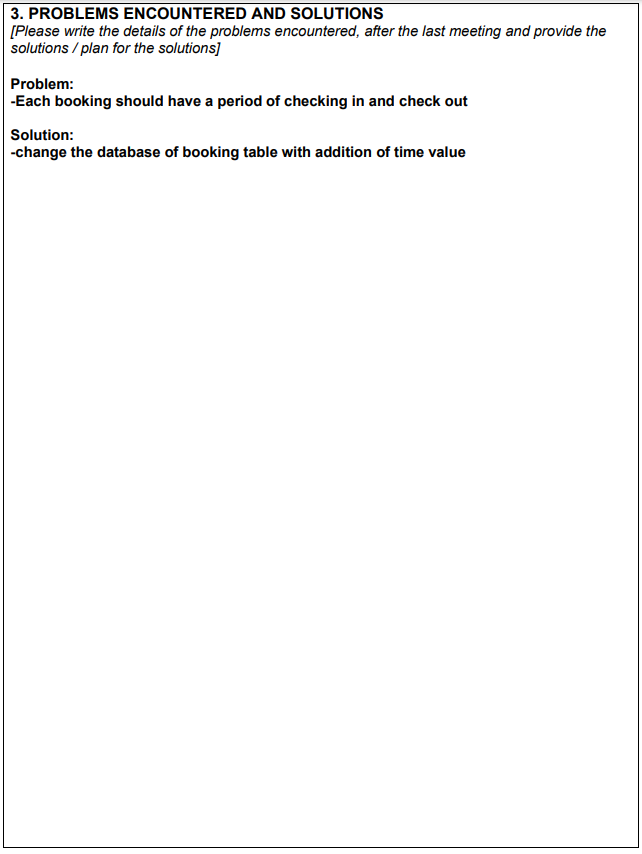 3. PROBLEMS ENCOUNTERED AND SOLUTIONS
[Please write the details of the problems encountered, after the last meeting and provide the
solutions / plan for the solutions]
Problem:
-Each booking should have a period of checking in and check out
Solution:
-change the database of booking table with addition of time value